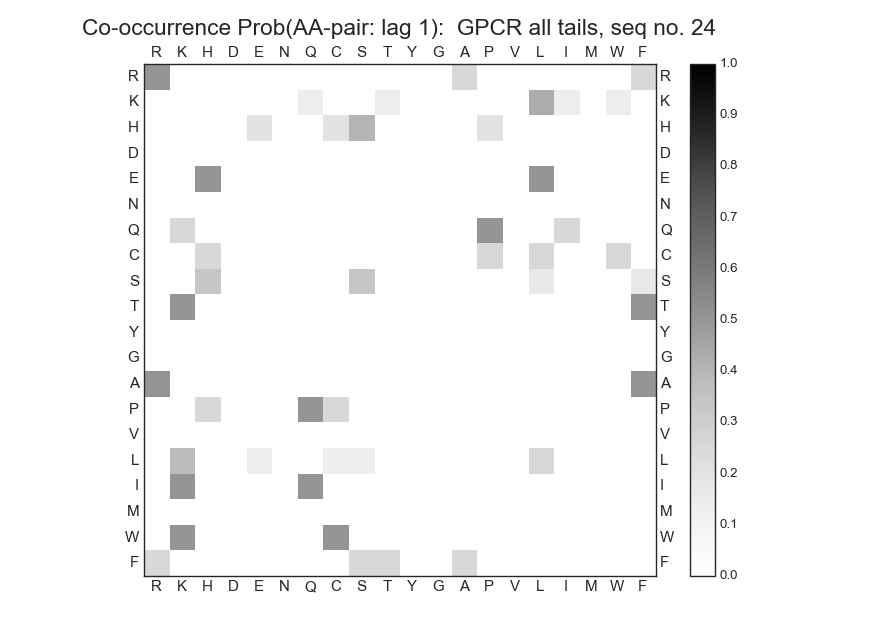 Co-occurrence Prob(AA-pair: lag 1):  GPCR all tails, seq no. 24
R K H D E N Q C S T Y G A P V L I M W F
R R 1.0
K K 0.9
H H
D D 0.8
E E
N N 0.7
Q Q
C C 0.6
S S
T T 0.5
Y Y
G G
A A 0.4
P P 0.3
V V
L L 0.2
I I
M M 0.1
W W
F F 0.0
R K H D E N Q C S T Y G A P V L I M W F